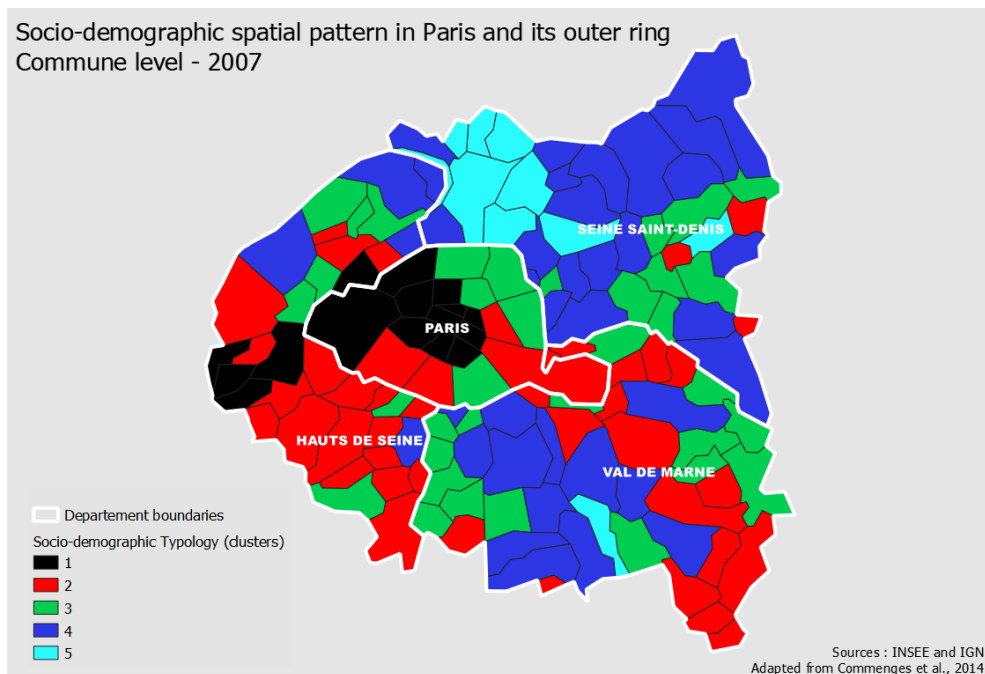 Socio-demographic spatial pattern in Paris and its outer ring
Commune level - 2007
SEINE SAINT-DENIS
PARIS
HAUTS DE SEINE
VAL DE MARNE
Departement boundaries
Socio-demographic Typology (clusters)
1
2
3
4
5
Sources : INSEE and IGN
Adapted from Commenges et al., 2014